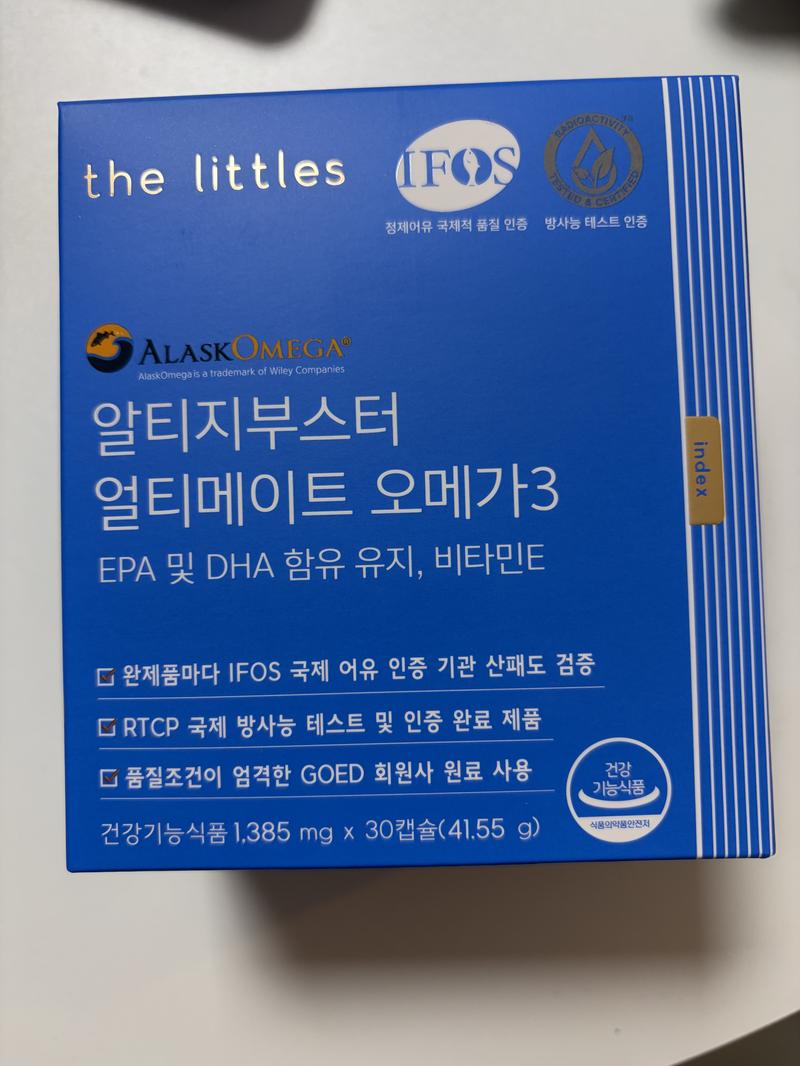 the littles
IFOS
정제어유 국제적 품질 인증
RADIOACTIVITY
TESTED & CERTIFIED
방사능 테스트 인증
ALASKOMEGA®
AlaskOmega is a trademark of Wiley Companies
알티지부스터
얼티메이트 오메가3
EPA 및 DHA 함유 유지, 비타민E
index
완제품마다 IFOS 국제 어유 인증 기관 산패도 검증
RTCP 국제 방사능 테스트 및 인증 완료 제품
품질조건이 엄격한 GOED 회원사 원료 사용
건강기능식품 1,385 mg x 30캡슐(41.55 g)
건강
기능식품
식품의약품안전처